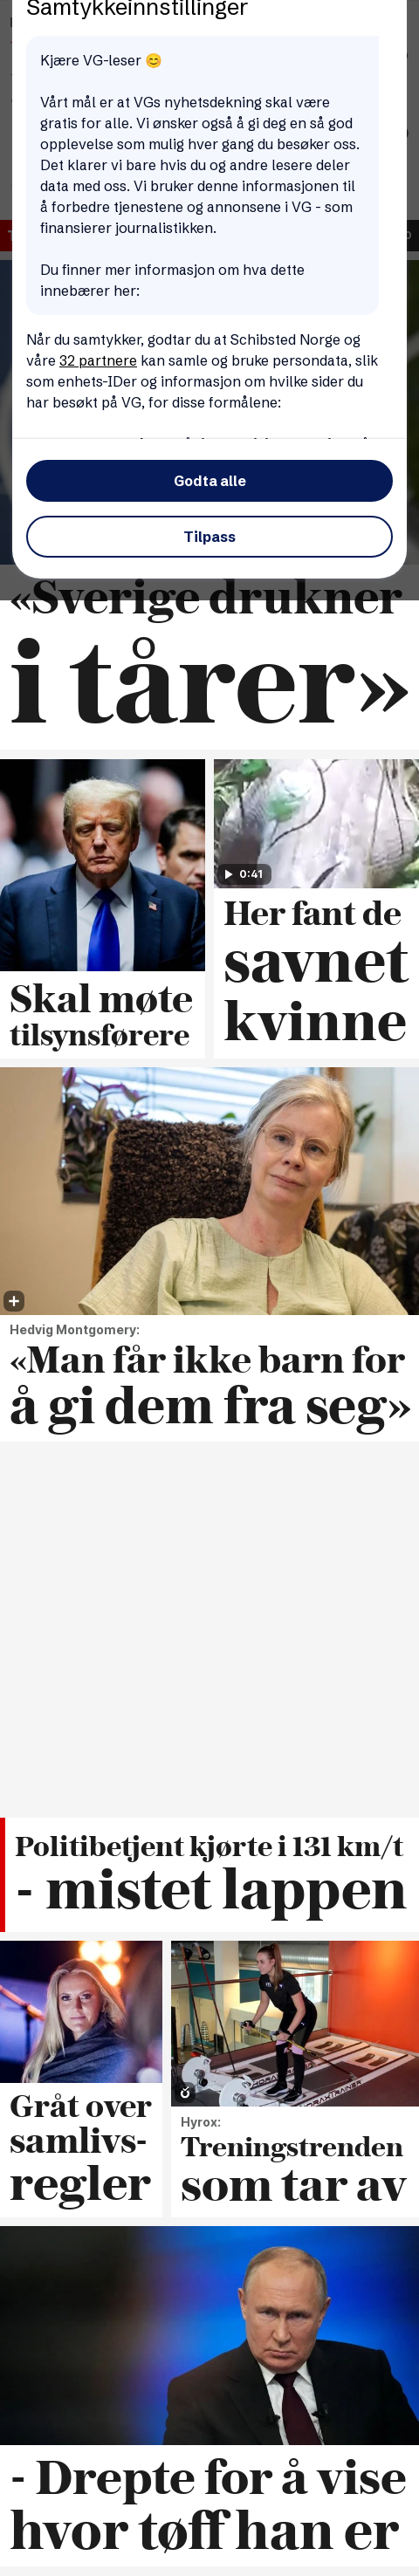 Samtykkeinnstillinger
Kjære VG-leser 😊
Vårt mål er at VGs nyhetsdekning skal være
gratis for alle. Vi ønsker også å gi deg en så god
opplevelse som mulig hver gang du besøker oss.
Det klarer vi bare hvis du og andre lesere deler
data med oss. Vi bruker denne informasjonen til
å forbedre tjenestene og annonsene i VG - som
finansierer journalistikken.
Du finner mer informasjon om hva dette
innebærer her:
Når du samtykker, godtar du at Schibsted Norge og
våre 32 partnere kan samle og bruke persondata, slik
som enhets-IDer og informasjon om hvilke sider du
har besøkt på VG, for disse formålene:
Godta alle
Tilpass
«Sverige drukner
i tårer»
0:41
Skal møte
tilsynsførere
Her fant de
savnet
kvinne
Hedvig Montgomery:
«Man får ikke barn for
å gi dem fra seg»
Politibetjent kjørte i 131 km/t
- mistet lappen
Gråt over
samlivs-
regler
Hyrox:
Treningstrenden
som tar av
- Drepte for å vise
hvor tøff han er